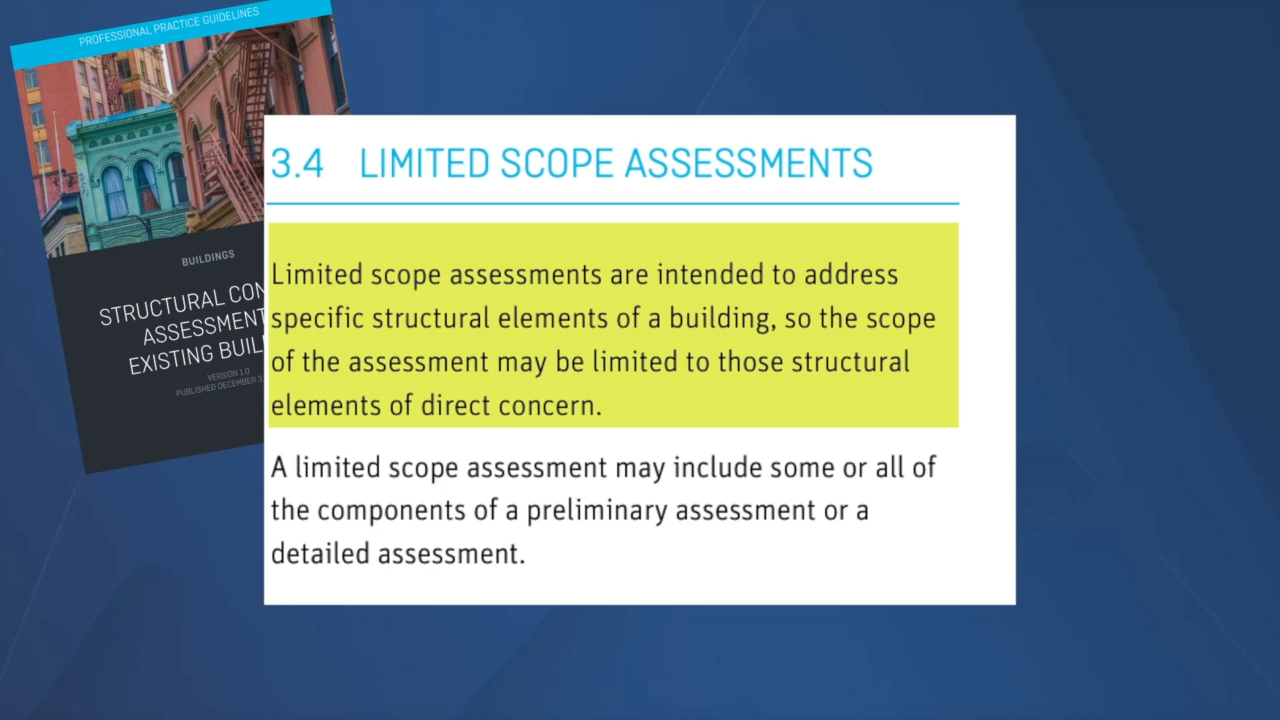 PROFESSIONAL PRACTICE GUIDELINES
BUILDINGS
STRUCTURAL CON
ASSESSMENT
EXISTING BUIL
VERSION 1.0
PUBLISHED DECEMBER 3,
3.4 LIMITED SCOPE ASSESSMENTS
Limited scope assessments are intended to address
specific structural elements of a building, so the scope
of the assessment may be limited to those structural
elements of direct concern.
A limited scope assessment may include some or all of
the components of a preliminary assessment or a
detailed assessment.